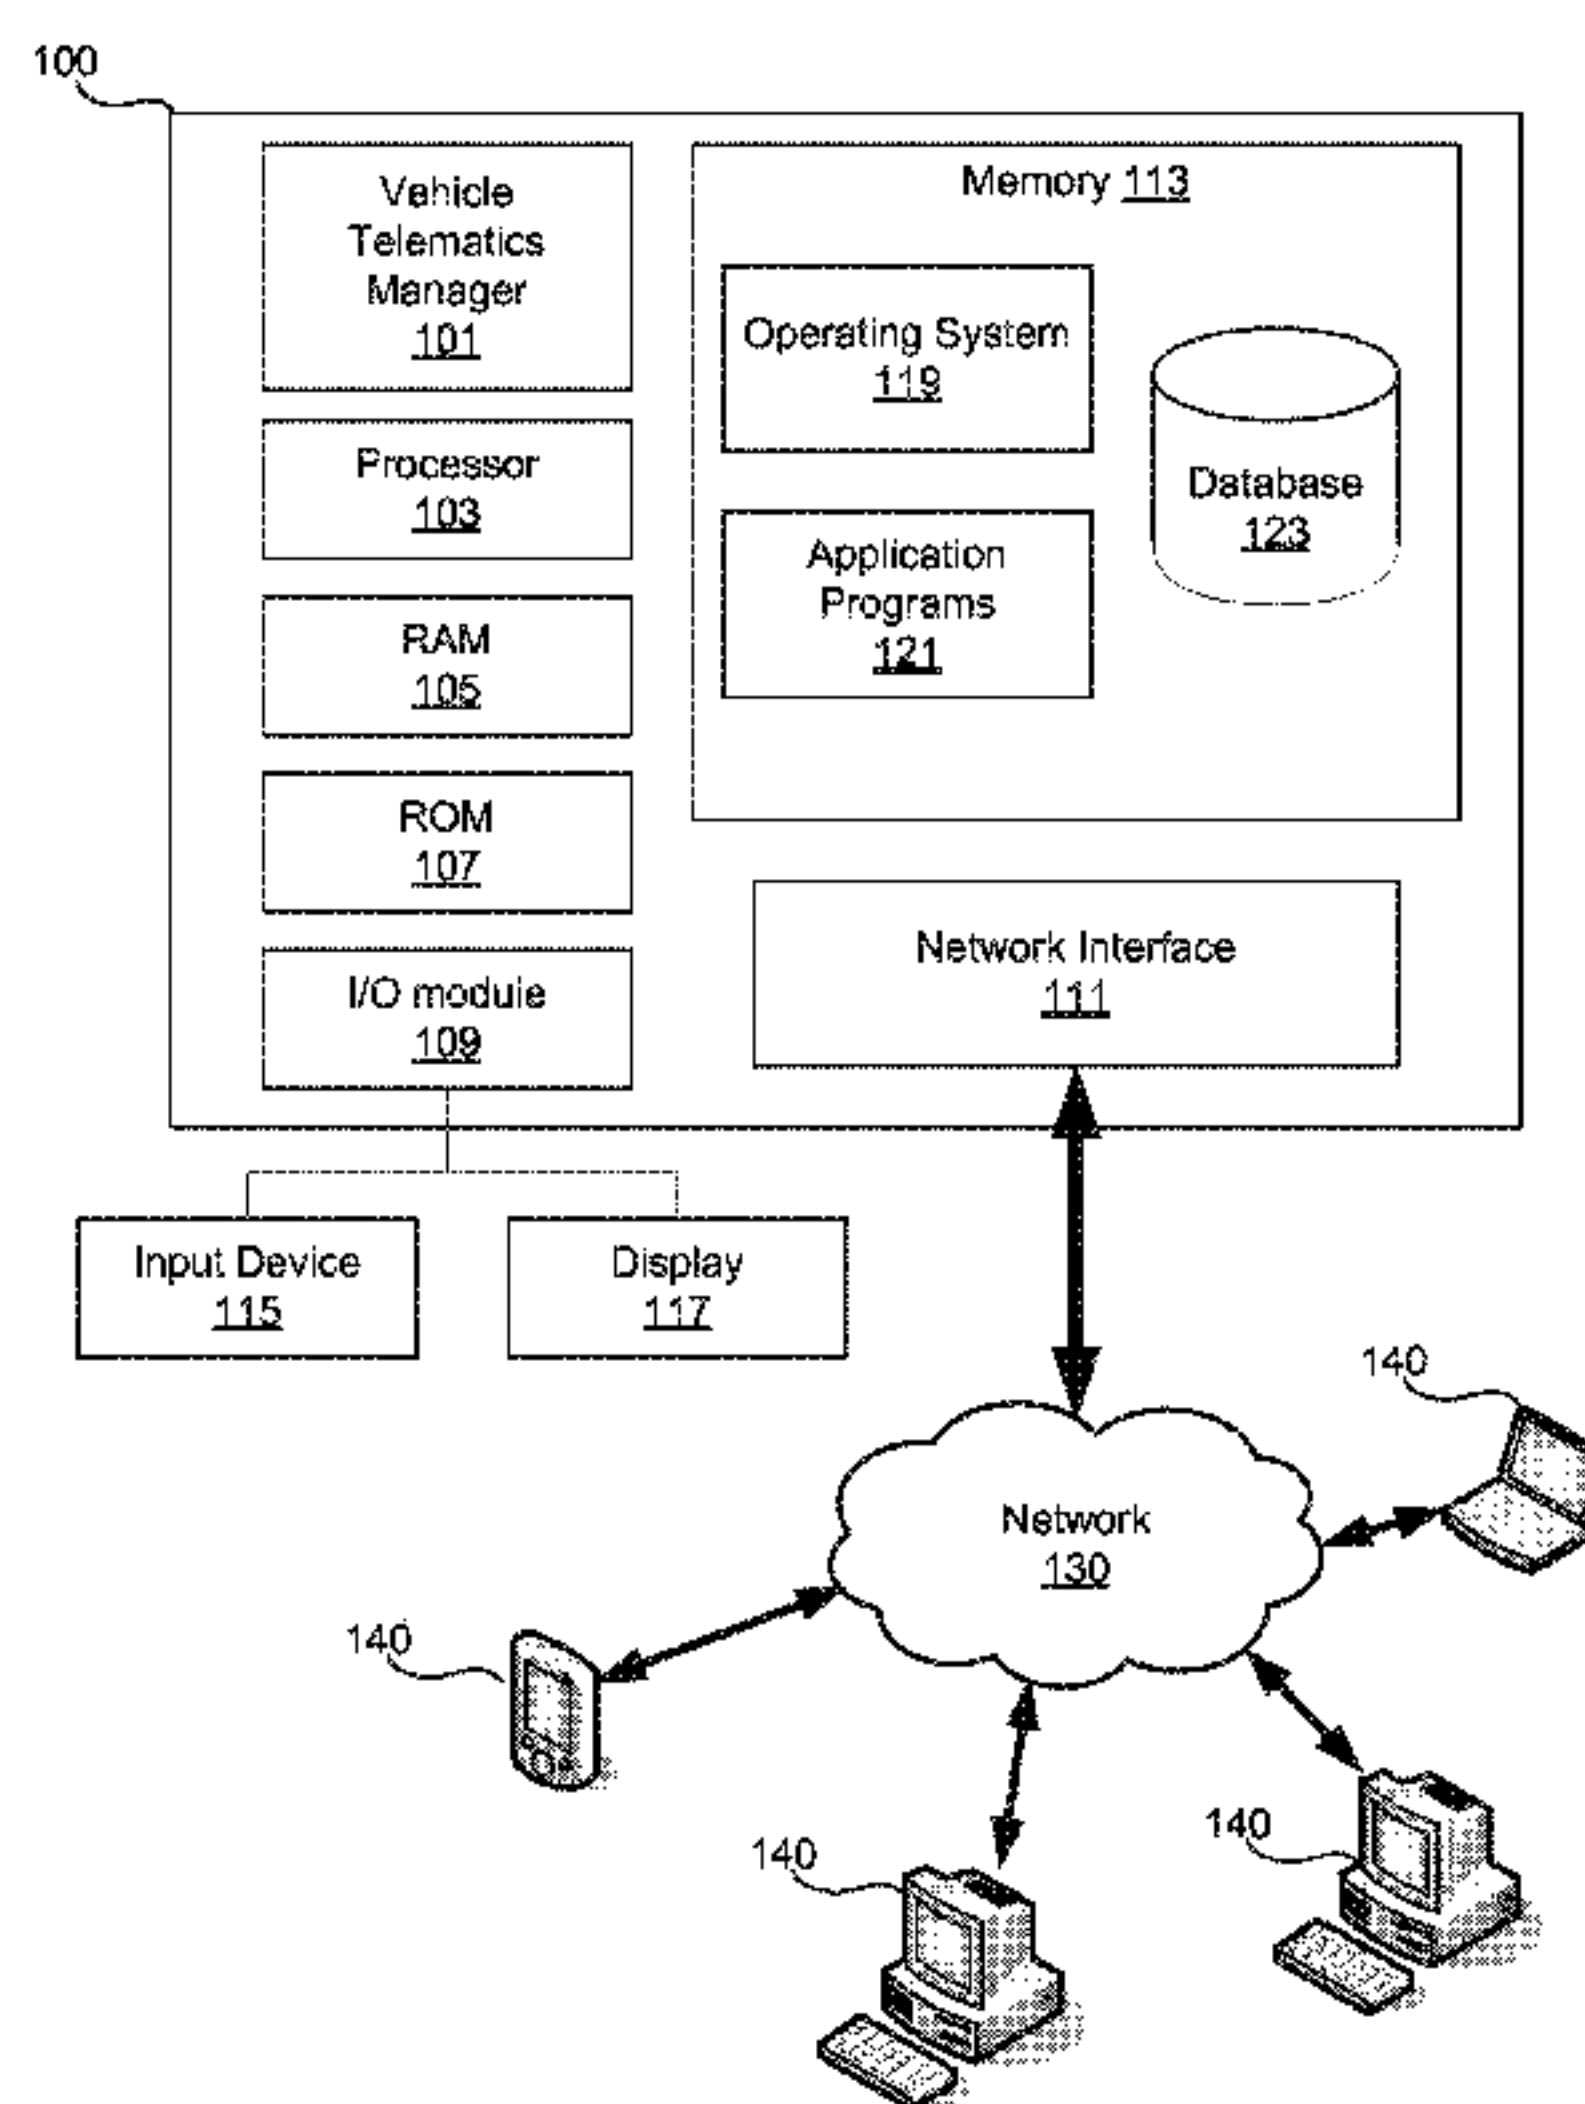 100
Vehicle
Telematics
Manager
101
Processor
103
RAM
105
ROM
107
I/O module
109
Memory 113
Operating System
119
Application
Programs
121
Database
123
Network Interface
111
Input Device
115
Display
117
Network
130
140
140
140
140